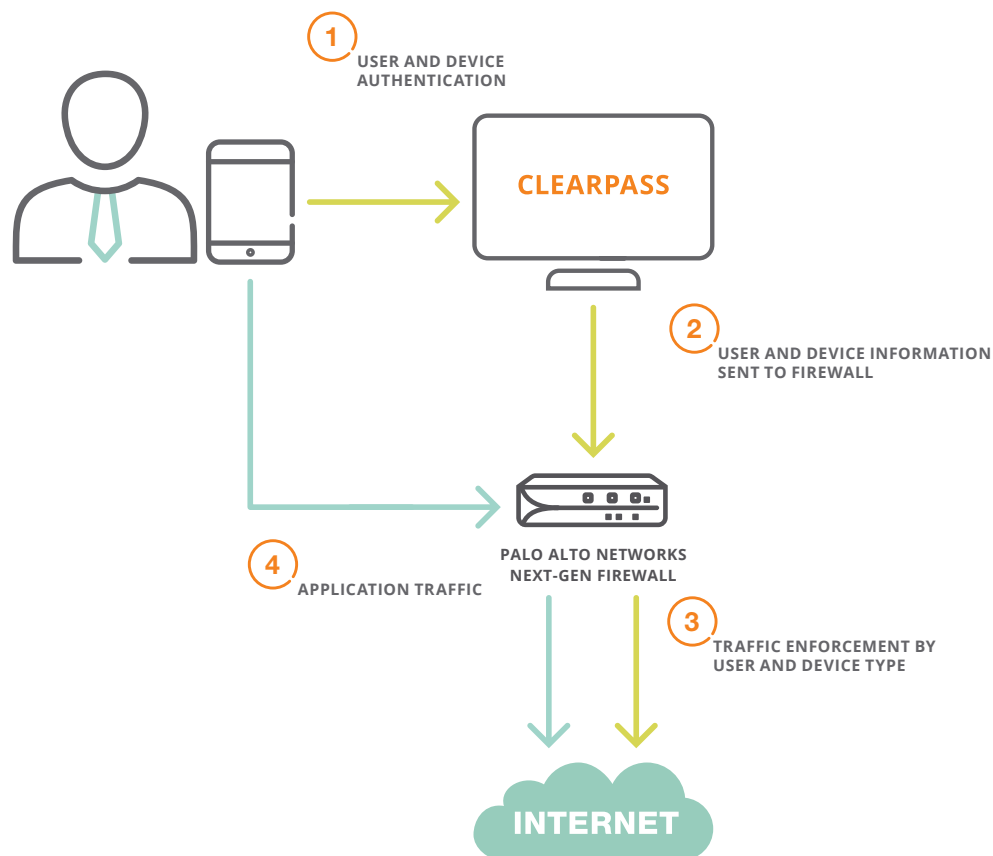 1
USER AND DEVICE
AUTHENTICATION
CLEARPASS
2
USER AND DEVICE INFORMATION
SENT TO FIREWALL
PALO ALTO NETWORKS
NEXT-GEN FIREWALL
4
APPLICATION TRAFFIC
3
TRAFFIC ENFORCEMENT BY
USER AND DEVICE TYPE
INTERNET